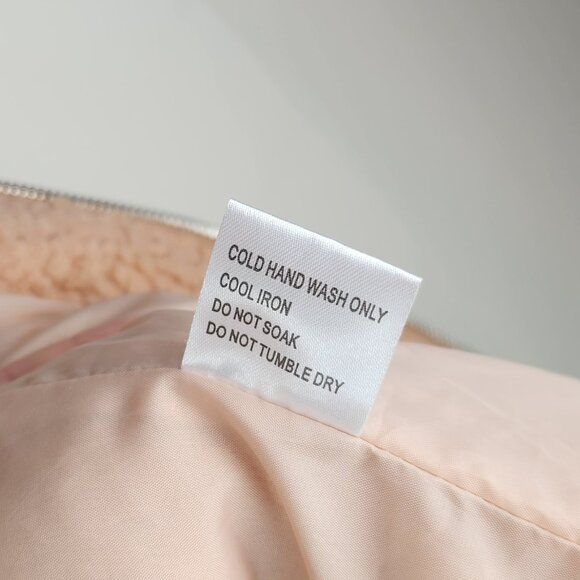 COLD HAND WASH ONLY
COOL IRON
DO NOT SOAK
DO NOT TUMBLE DRY